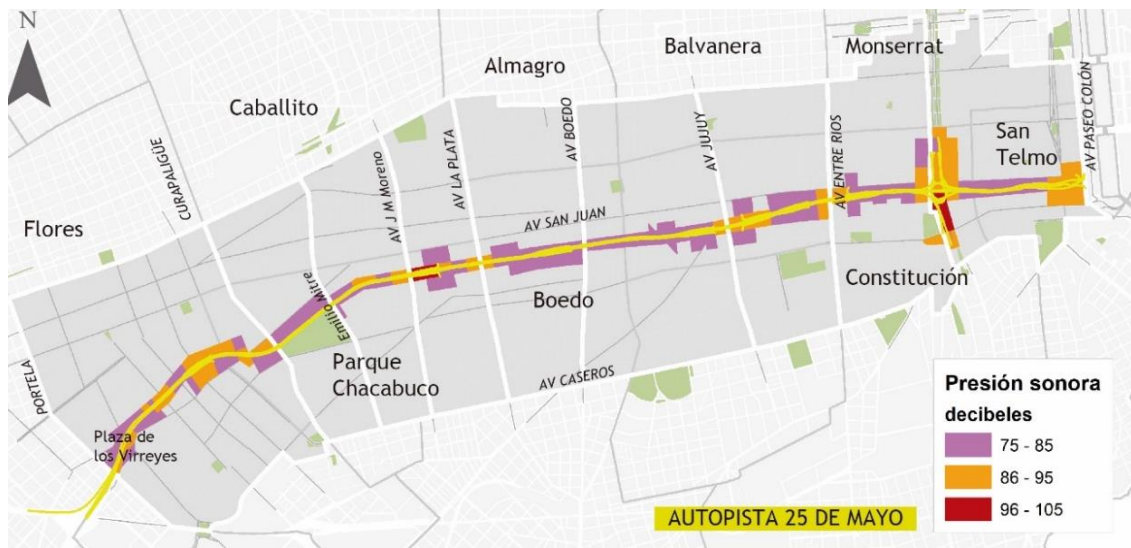 N
Balvanera
Monserrat
Almagro
Caballito
San
Telmo
Flores
CURAPALIGÜE
AV J M Moreno
AV LA PLATA
AV BOEDO
AV JUJUY
AV ENTRE RIOS
AV PASEO COLÓN
AV SAN JUAN
Emilio Mitre
Boedo
Constitución
Parque
Chacabuco
AV CASEROS
PORTELA
Plaza de
los Virreyes
Presión sonora
decibeles
75 - 85
86 - 95
96 - 105
AUTOPISTA 25 DE MAYO